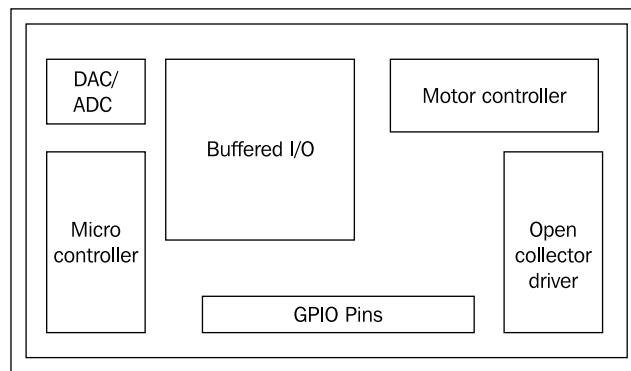 DAC/
ADC
Buffered I/O
Motor controller
Micro
controller
Open
collector
driver
GPIO Pins